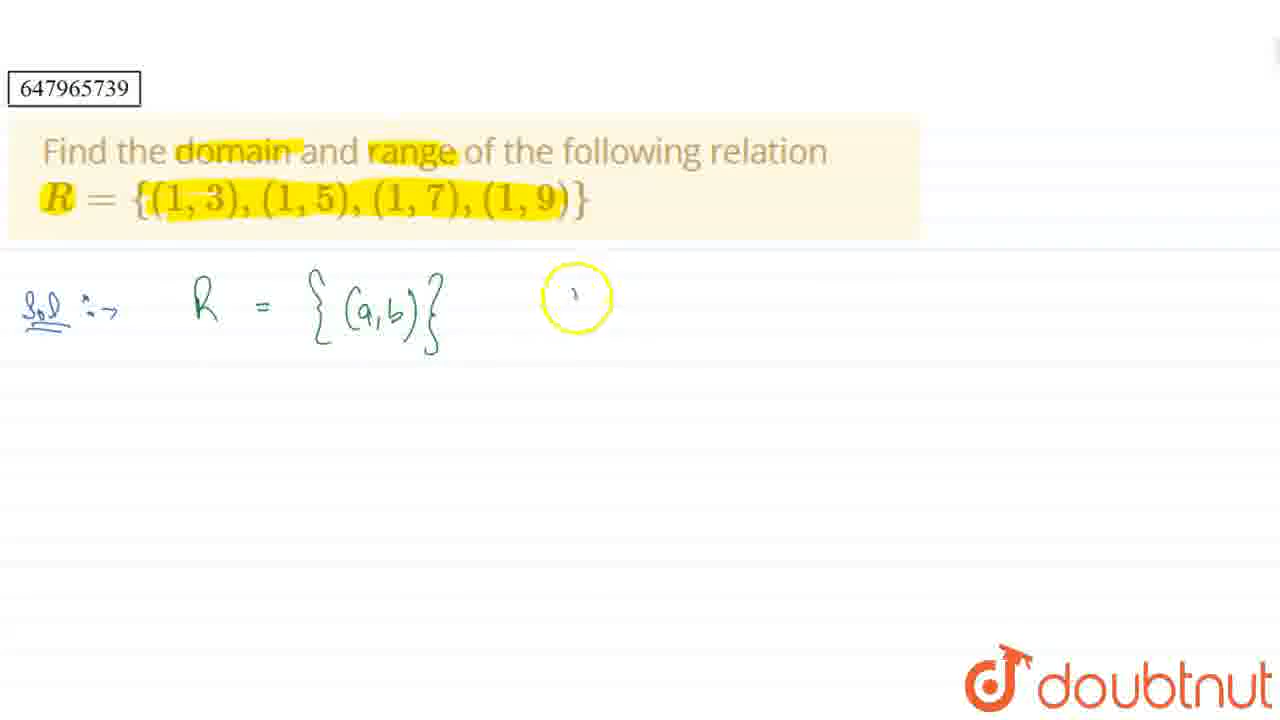 647965739
Find the domain and range of the following relation
R = {(1, 3), (1, 5), (1, 7), (1, 9)}
Sol :→ R = {(a, b)}
doubtnut